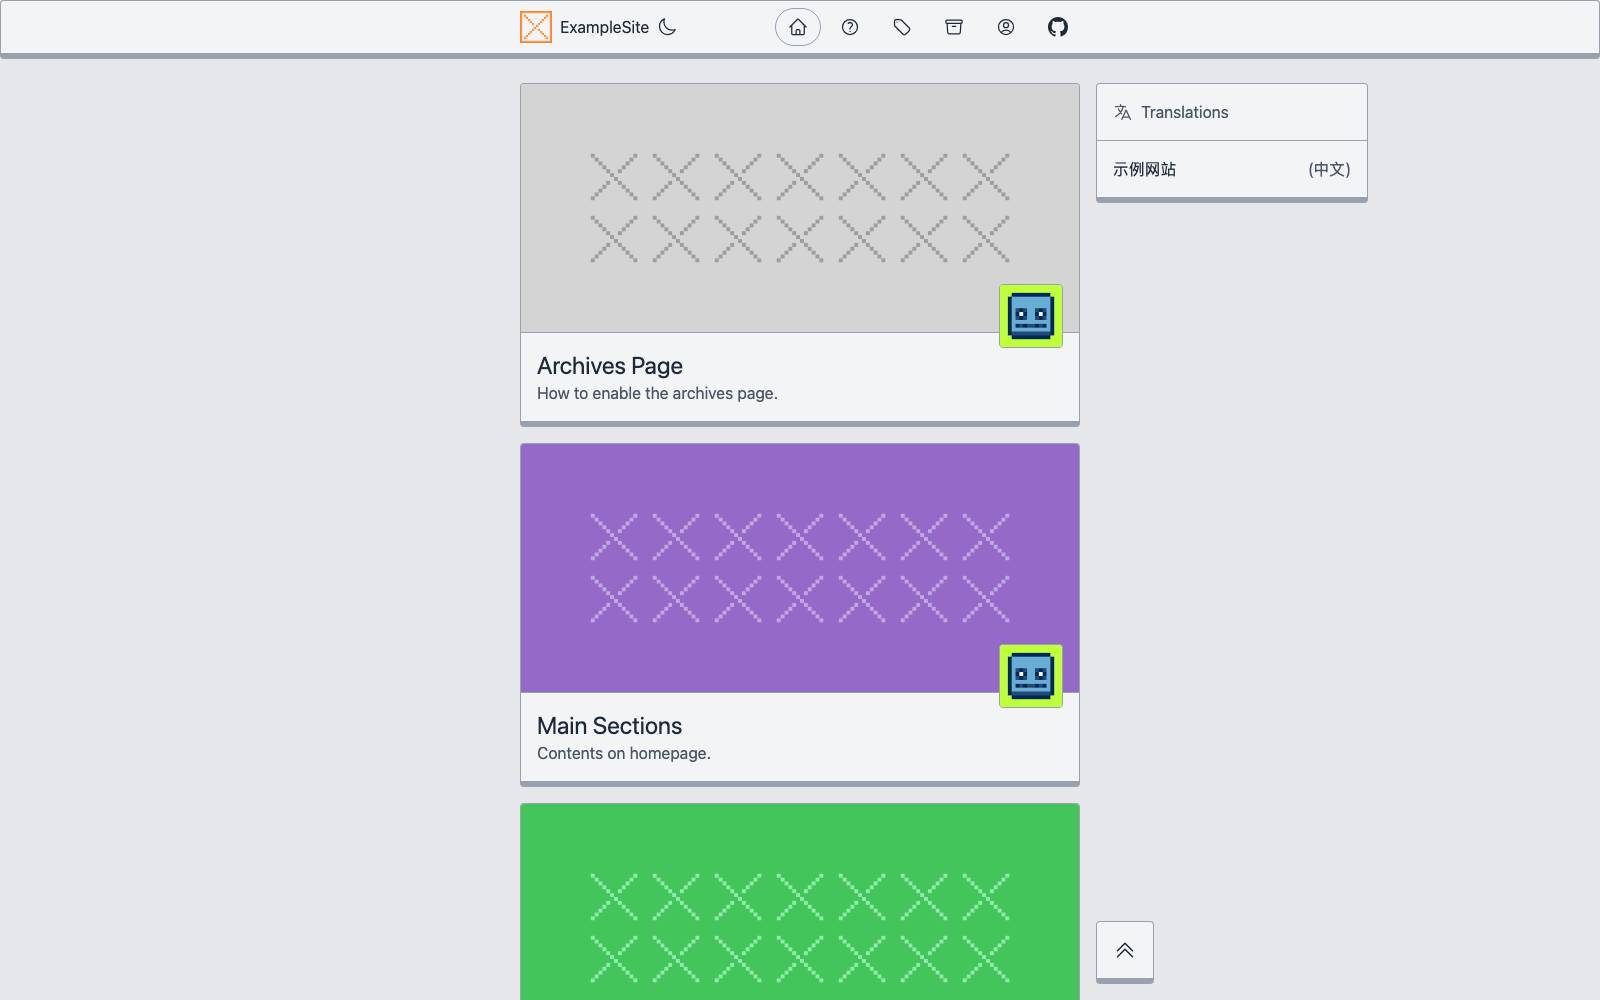 ExampleSite
Translations
示例网站 (中文)
Archives Page
How to enable the archives page.
Main Sections
Contents on homepage.